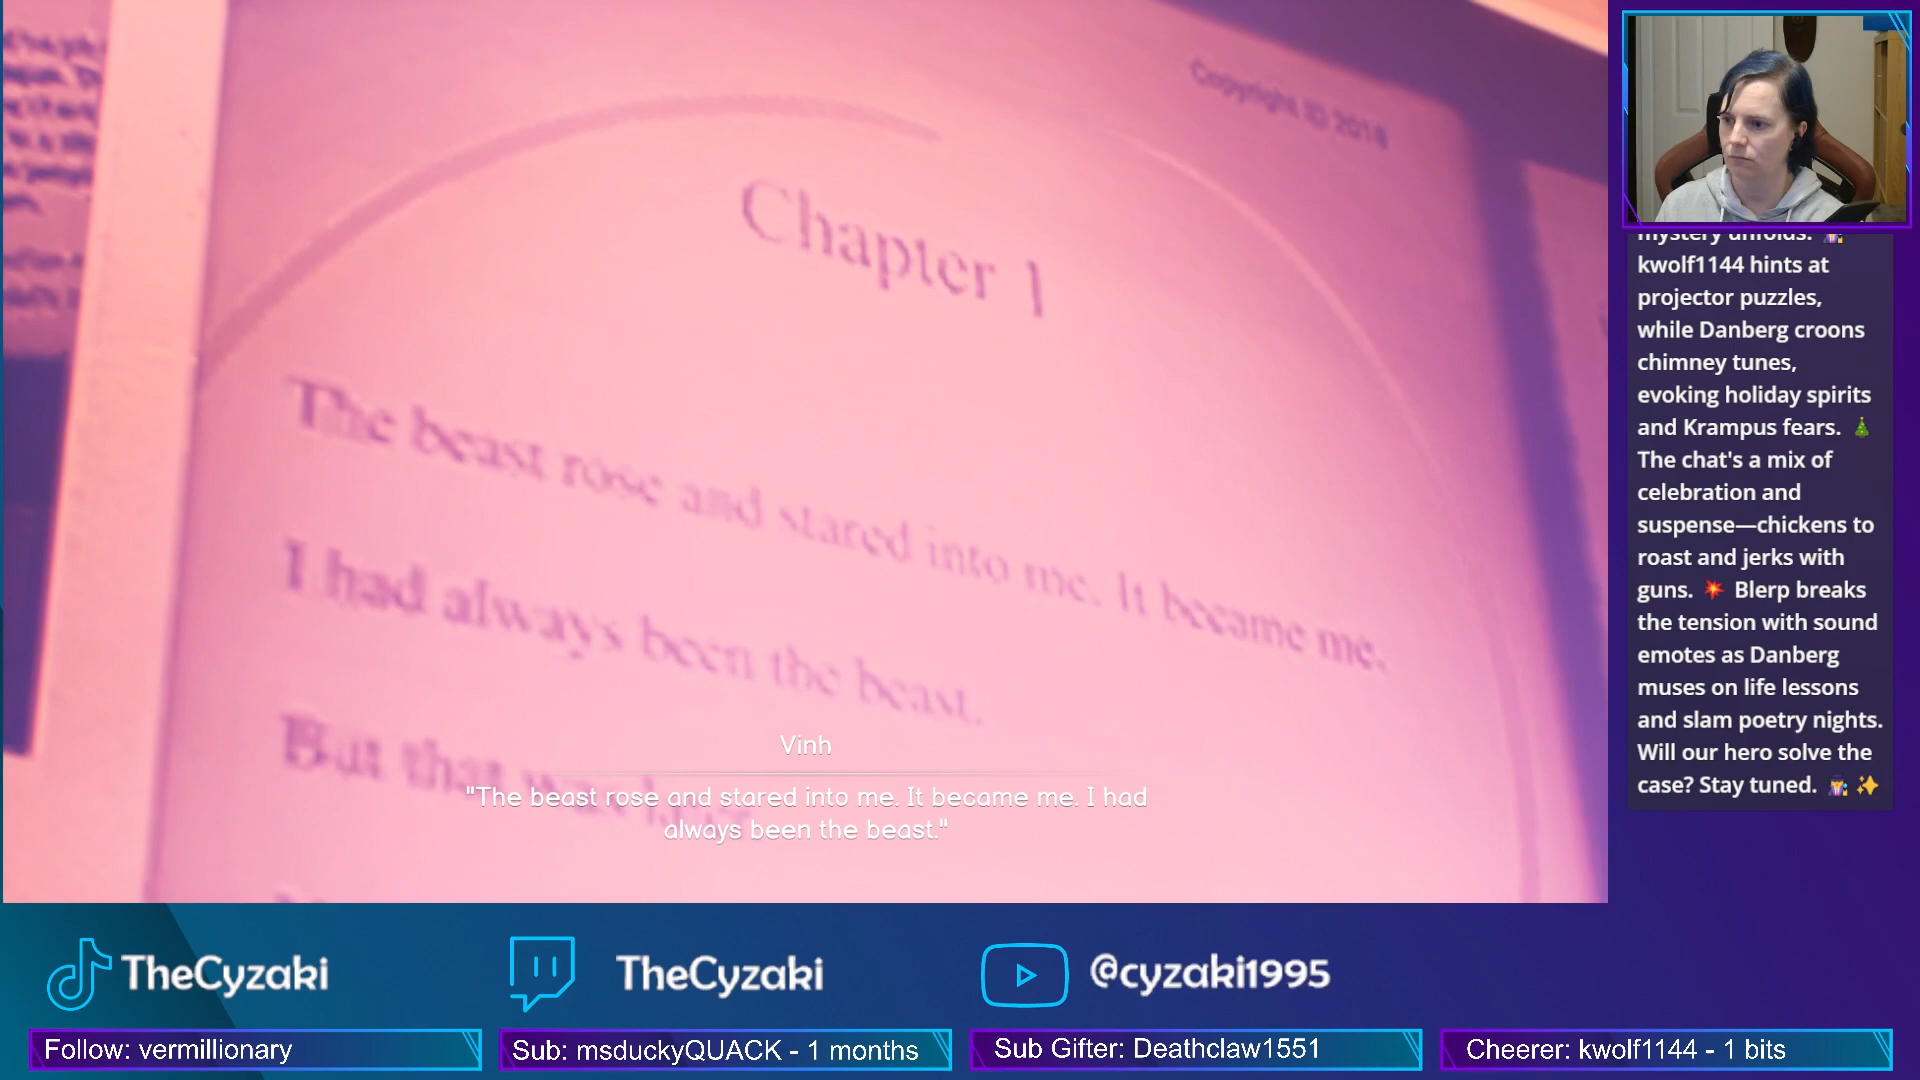 Copyright © 2018
Chapter 1
The beast rose and stared into me. It became me.
I had always been the beast.
But that
Vinh
"The beast rose and stared into me. It became me. I had
always been the beast."
mystery unfolds.
kwolf1144 hints at
projector puzzles,
while Danberg croons
chimney tunes,
evoking holiday spirits
and Krampus fears. 🎄
The chat's a mix of
celebration and
suspense—chickens to
roast and jerks with
guns. 💥 Blerp breaks
the tension with sound
emotes as Danberg
muses on life lessons
and slam poetry nights.
Will our hero solve the
case? Stay tuned. ✨
TheCyzaki
TheCyzaki
@cyzaki1995
Follow: vermillionary
Sub: msduckyQUACK - 1 months
Sub Gifter: Deathclaw1551
Cheerer: kwolf1144 - 1 bits